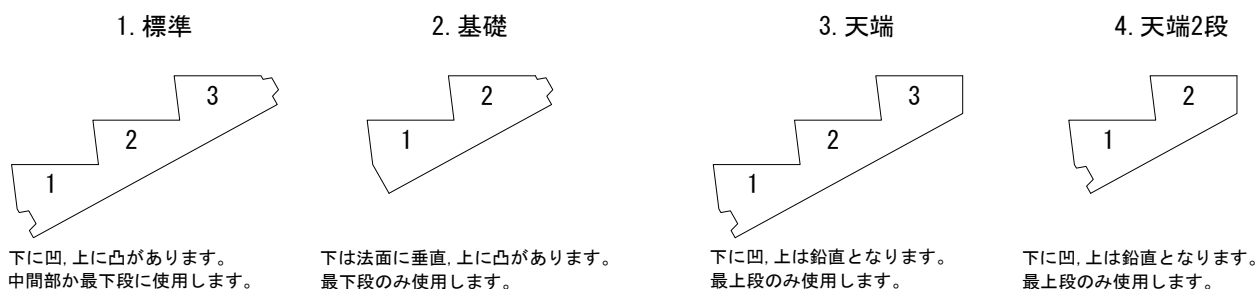 1. 標準
3
2
1
下に凹, 上に凸があります。
中間部か最下段に使用します。
2. 基礎
2
1
下は法面に垂直, 上に凸があります。
最下段のみ使用します。
3. 天端
3
2
1
下に凹, 上は鉛直となります。
最上段のみ使用します。
4. 天端2段
2
1
下に凹, 上は鉛直となります。
最上段のみ使用します。